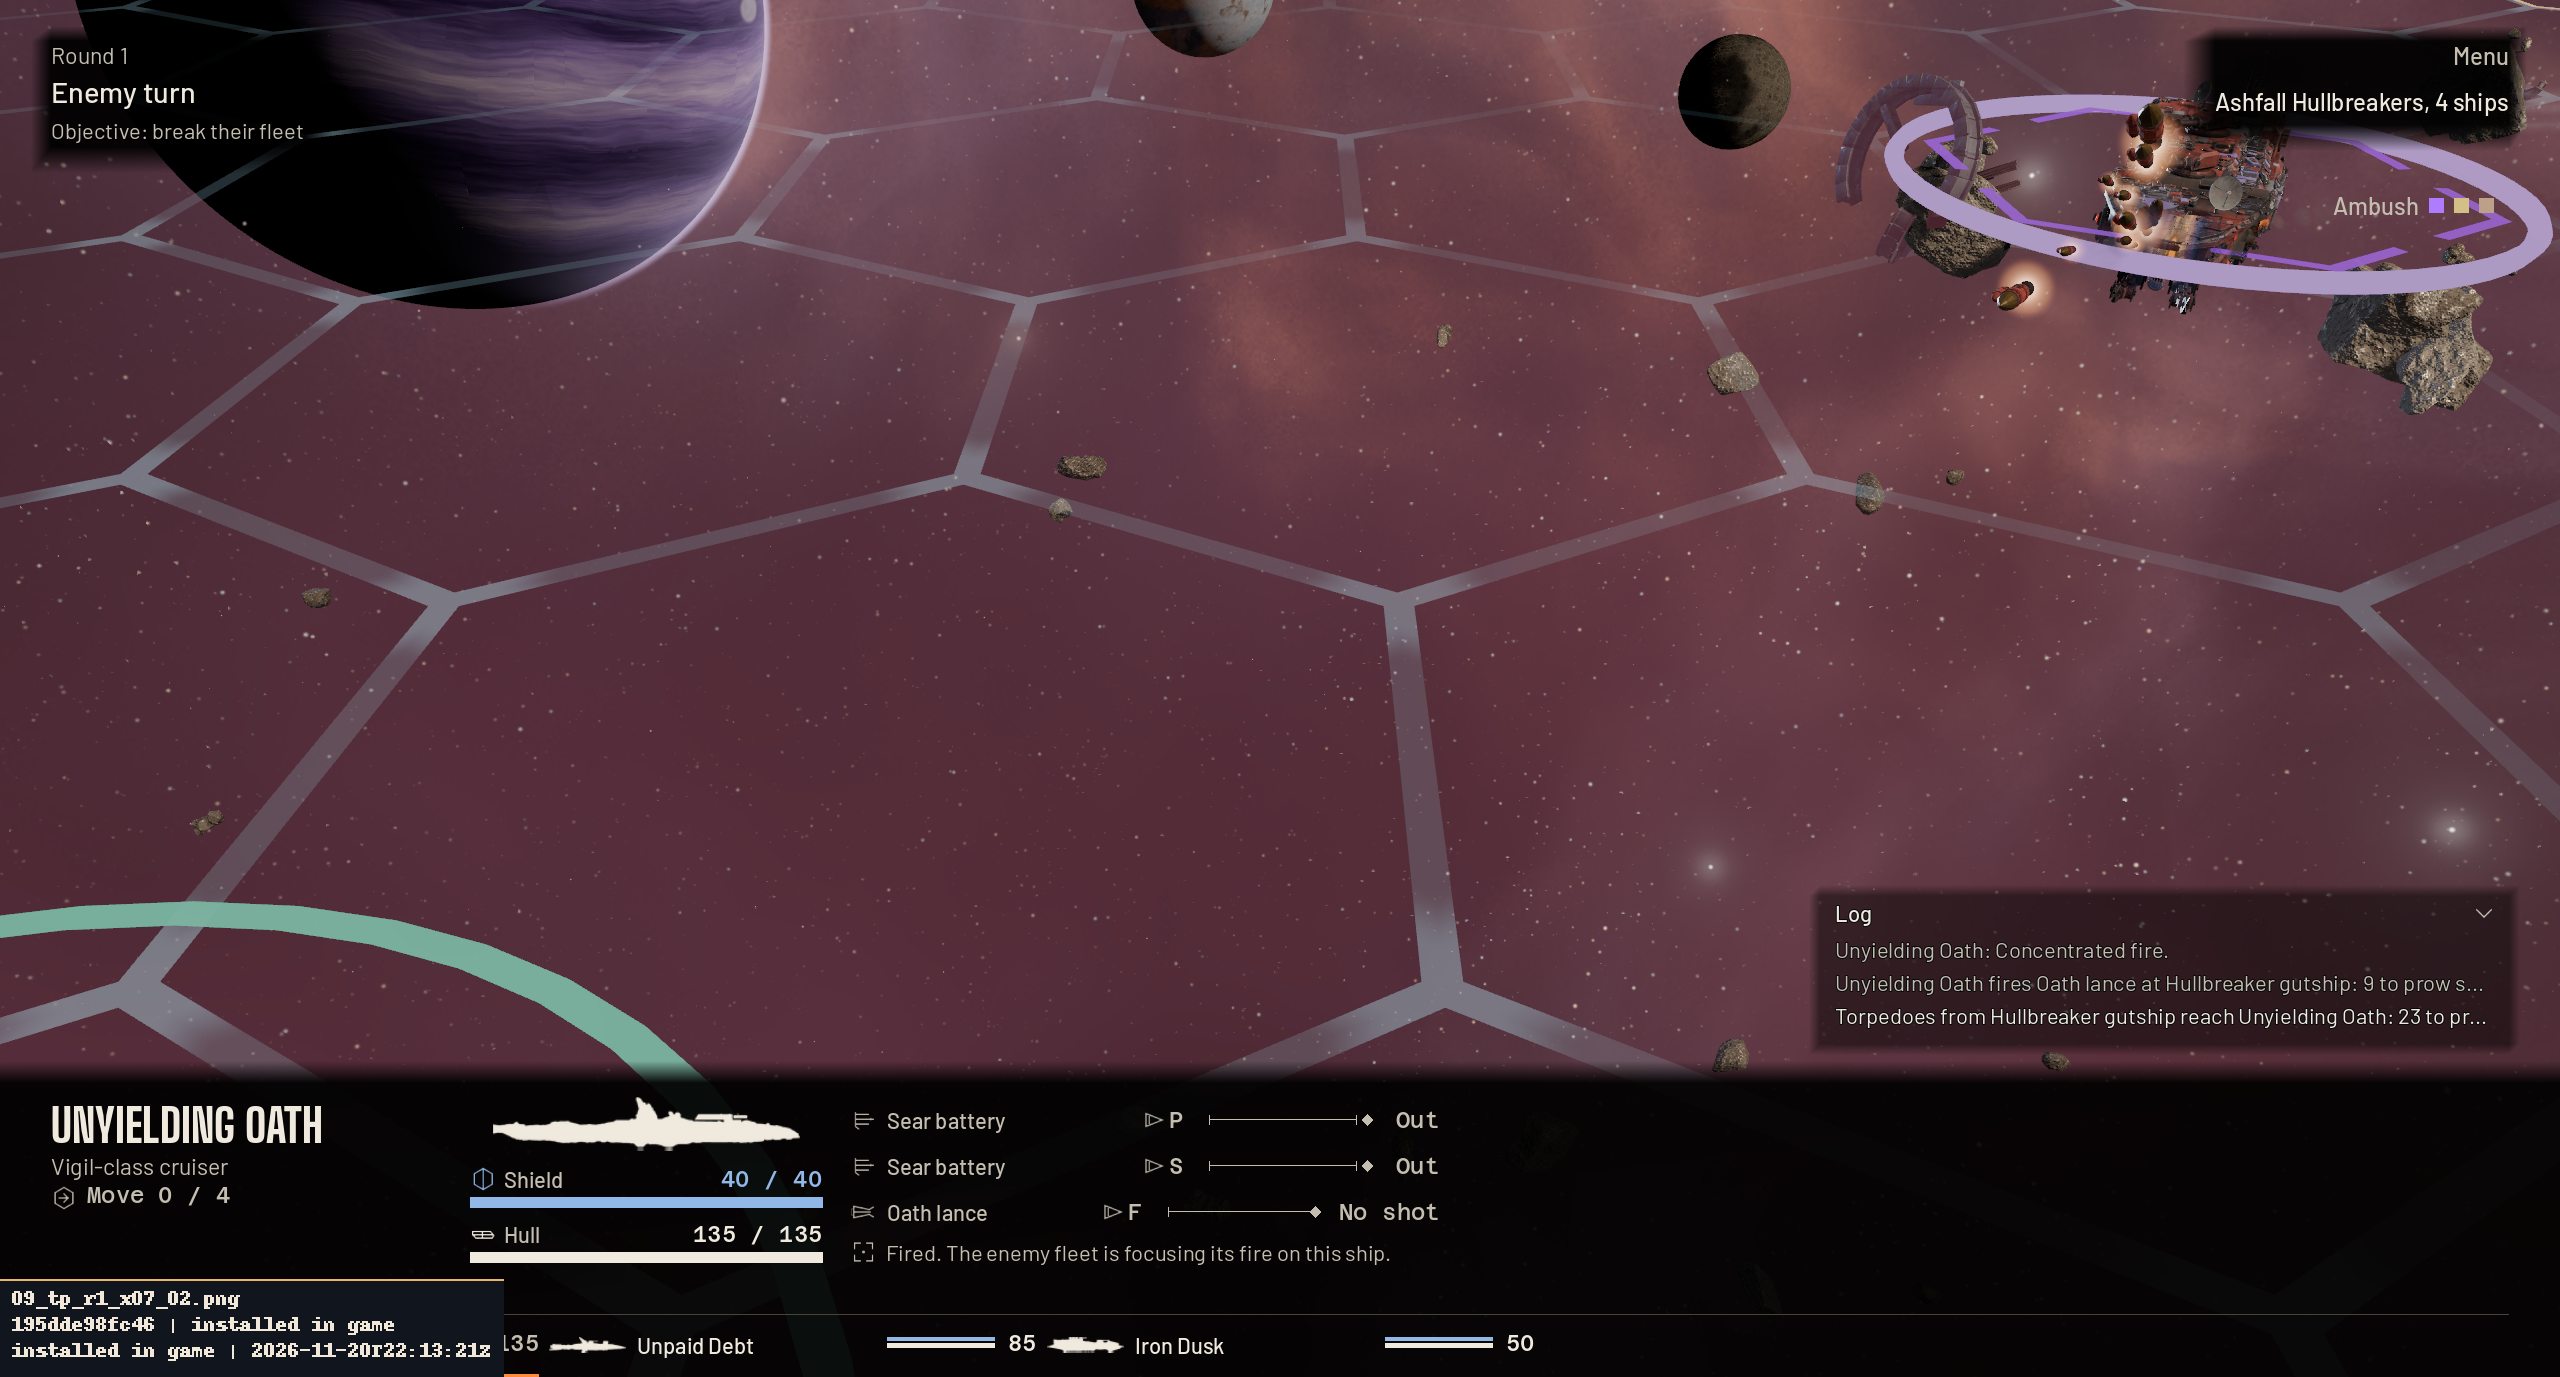 Round 1
Enemy turn
Objective: break their fleet
Menu
Ashfall Hullbreakers, 4 ships
Ambush
Log
Unyielding Oath: Concentrated fire.
Unyielding Oath fires Oath lance at Hullbreaker gutship: 9 to prow s...
Torpedoes from Hullbreaker gutship reach Unyielding Oath: 23 to pr...
UNYIELDING OATH
Vigil-class cruiser
Move 0 / 4
Shield 40 / 40
Hull 135 / 135
Sear battery P Out
Sear battery S Out
Oath lance F No shot
Fired. The enemy fleet is focusing its fire on this ship.
09_tp_r1_x07_02.png
195dde98fc46 | installed in game
installed in game | 2026-11-20T22:13:21Z
135 Unpaid Debt 85 Iron Dusk 50